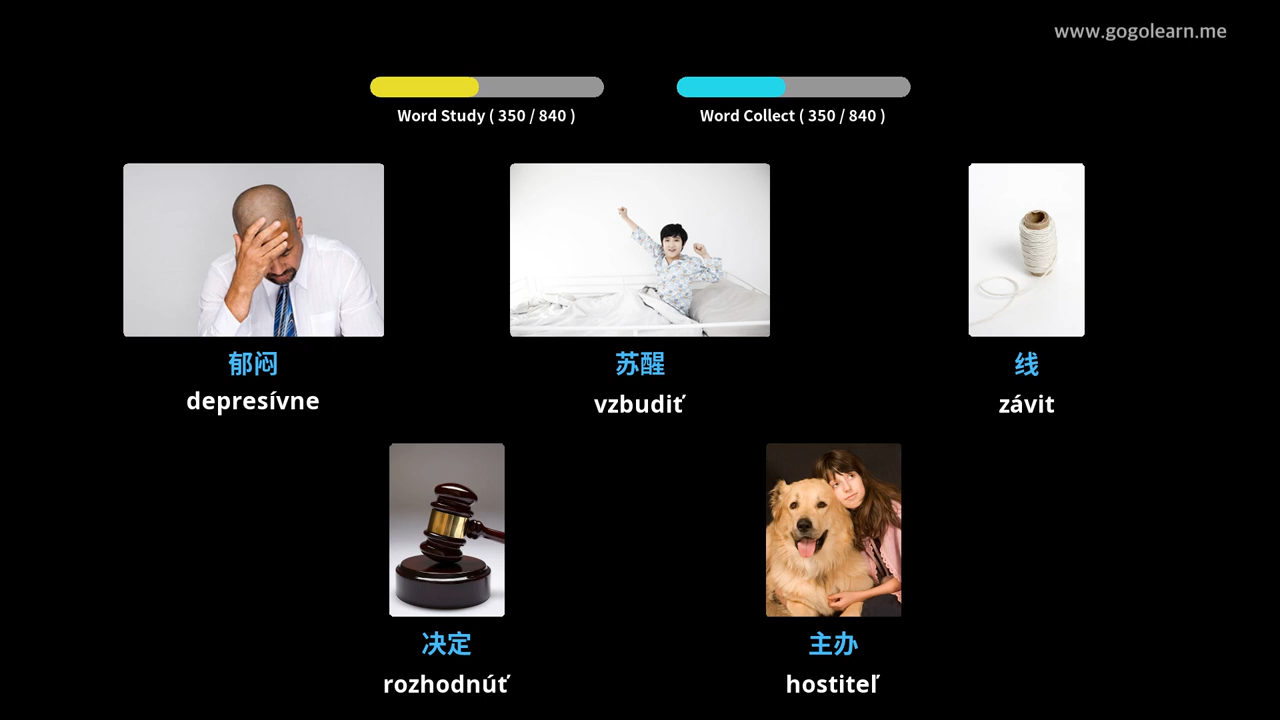 www.gogolearn.me
Word Study ( 350 / 840 )
Word Collect ( 350 / 840 )
郁闷
depresívne
苏醒
vzbudiť
线
závit
决定
rozhodnúť
主办
hostiteľ